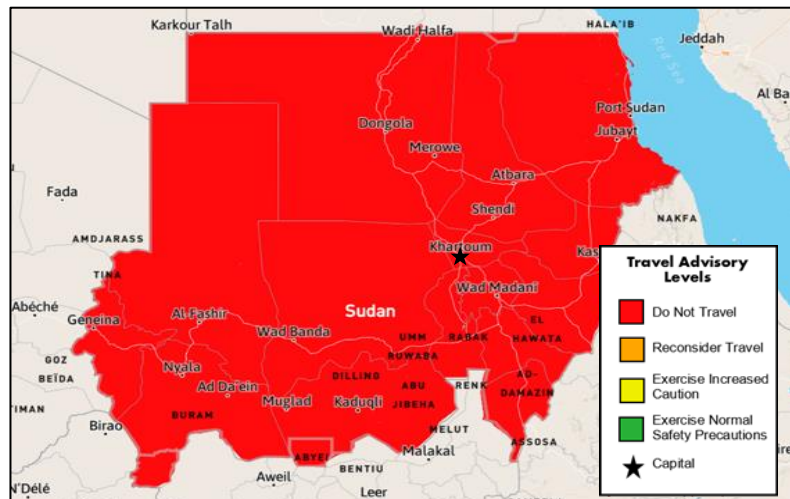 Karkour Talh
Wadi Halfa
HALA'IB
Red Sea
Jeddah
Al Ba
Port Sudan
Jubayt
Dongola
Merowe
Atbara
Fada
Shendi
NAKFA
AMDJARASS
Khartoum
Kas
TINA
Wad Madani
Abéché
Geneina
Al-Fashir
Sudan
EL
HAWATA
Wad Banda
UMM
RUWABA
RABAK
GOZ
BEÏDA
Nyala
Ad Da'ein
DILLING
ABU
JIBEHA
RENK
AD-
DAMAZIN
TIMAN
Muglad
Kaduqli
BURAM
Birao
MELUT
ASSOSA
ABYEI
Malakal
BENTIU
Aweil
N'Délé
Leer
Travel Advisory
Levels
Do Not Travel
Reconsider Travel
Exercise Increased
Caution
Exercise Normal
Safety Precautions
Capital